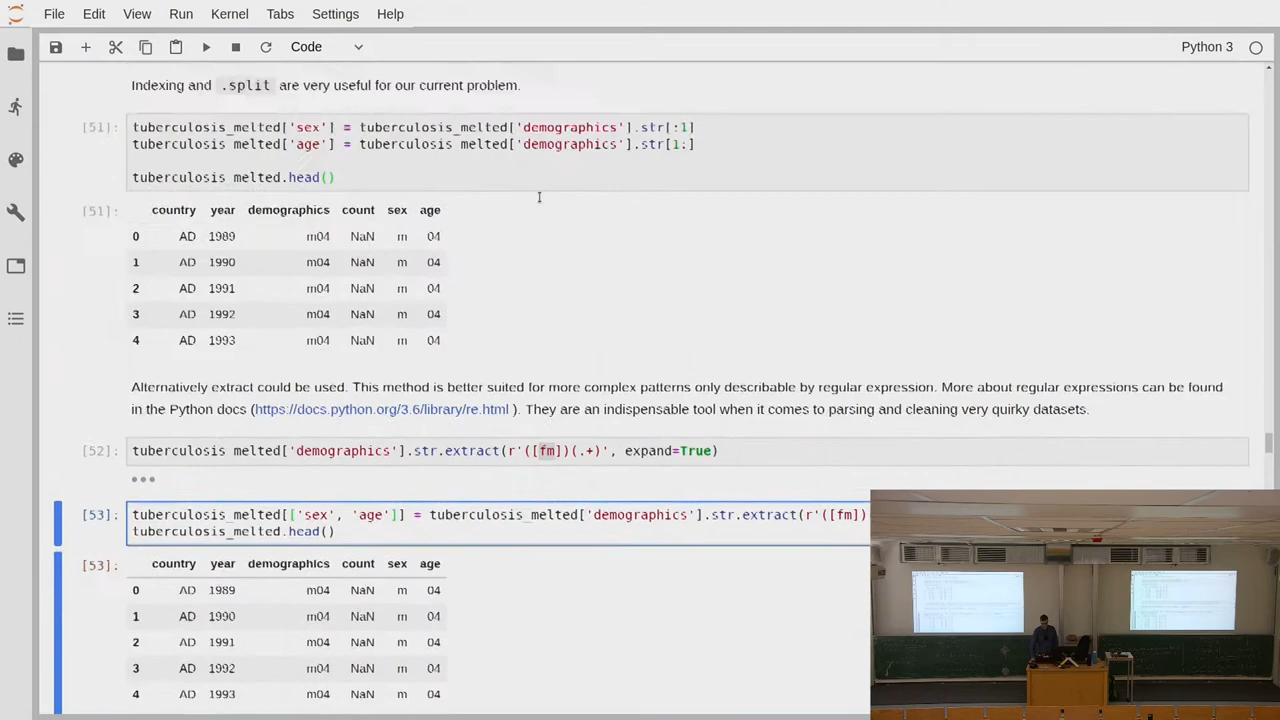 File Edit View Run Kernel Tabs Settings Help
Code
Python 3
Indexing and .split are very useful for our current problem.
[51]: tuberculosis_melted['sex'] = tuberculosis_melted['demographics'].str[:1]
tuberculosis_melted['age'] = tuberculosis_melted['demographics'].str[1:]
tuberculosis_melted.head()
[51]: country year demographics count sex age
0 AD 1989 m04 NaN m 04
1 AD 1990 m04 NaN m 04
2 AD 1991 m04 NaN m 04
3 AD 1992 m04 NaN m 04
4 AD 1993 m04 NaN m 04
Alternatively extract could be used. This method is better suited for more complex patterns only describable by regular expression. More about regular expressions can be found
in the Python docs (https://docs.python.org/3.6/library/re.html ). They are an indispensable tool when it comes to parsing and cleaning very quirky datasets.
[52]: tuberculosis_melted['demographics'].str.extract(r'([fm])(.+)', expand=True)
[53]: tuberculosis_melted[['sex', 'age']] = tuberculosis_melted['demographics'].str.extract(r'([fm])
tuberculosis_melted.head()
[53]: country year demographics count sex age
0 AD 1989 m04 NaN m 04
1 AD 1990 m04 NaN m 04
2 AD 1991 m04 NaN m 04
3 AD 1992 m04 NaN m 04
4 AD 1993 m04 NaN m 04